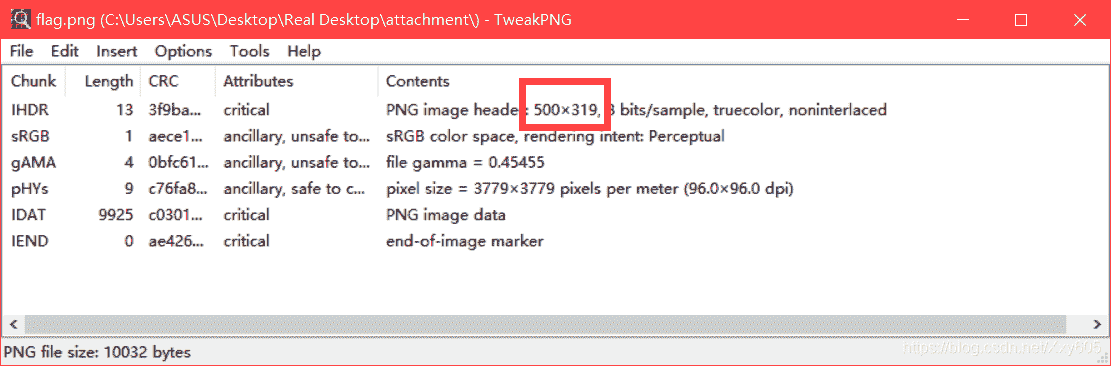 flag.png (C:\Users\ASUS\Desktop\Real Desktop\attachment\) - TweakPNG
File Edit Insert Options Tools Help
Chunk Length CRC Attributes Contents
IHDR 13 3f9ba... critical PNG image header: 500×319, 8 bits/sample, truecolor, noninterlaced
sRGB 1 aece1... ancillary, unsafe to... sRGB color space, rendering intent: Perceptual
gAMA 4 0bfc61... ancillary, unsafe to... file gamma = 0.45455
pHYs 9 c76fa8... ancillary, safe to c... pixel size = 3779×3779 pixels per meter (96.0×96.0 dpi)
IDAT 9925 c0301... critical PNG image data
IEND 0 ae426... critical end-of-image marker
PNG file size: 10032 bytes
https://blog.csdn.net/Xzy605